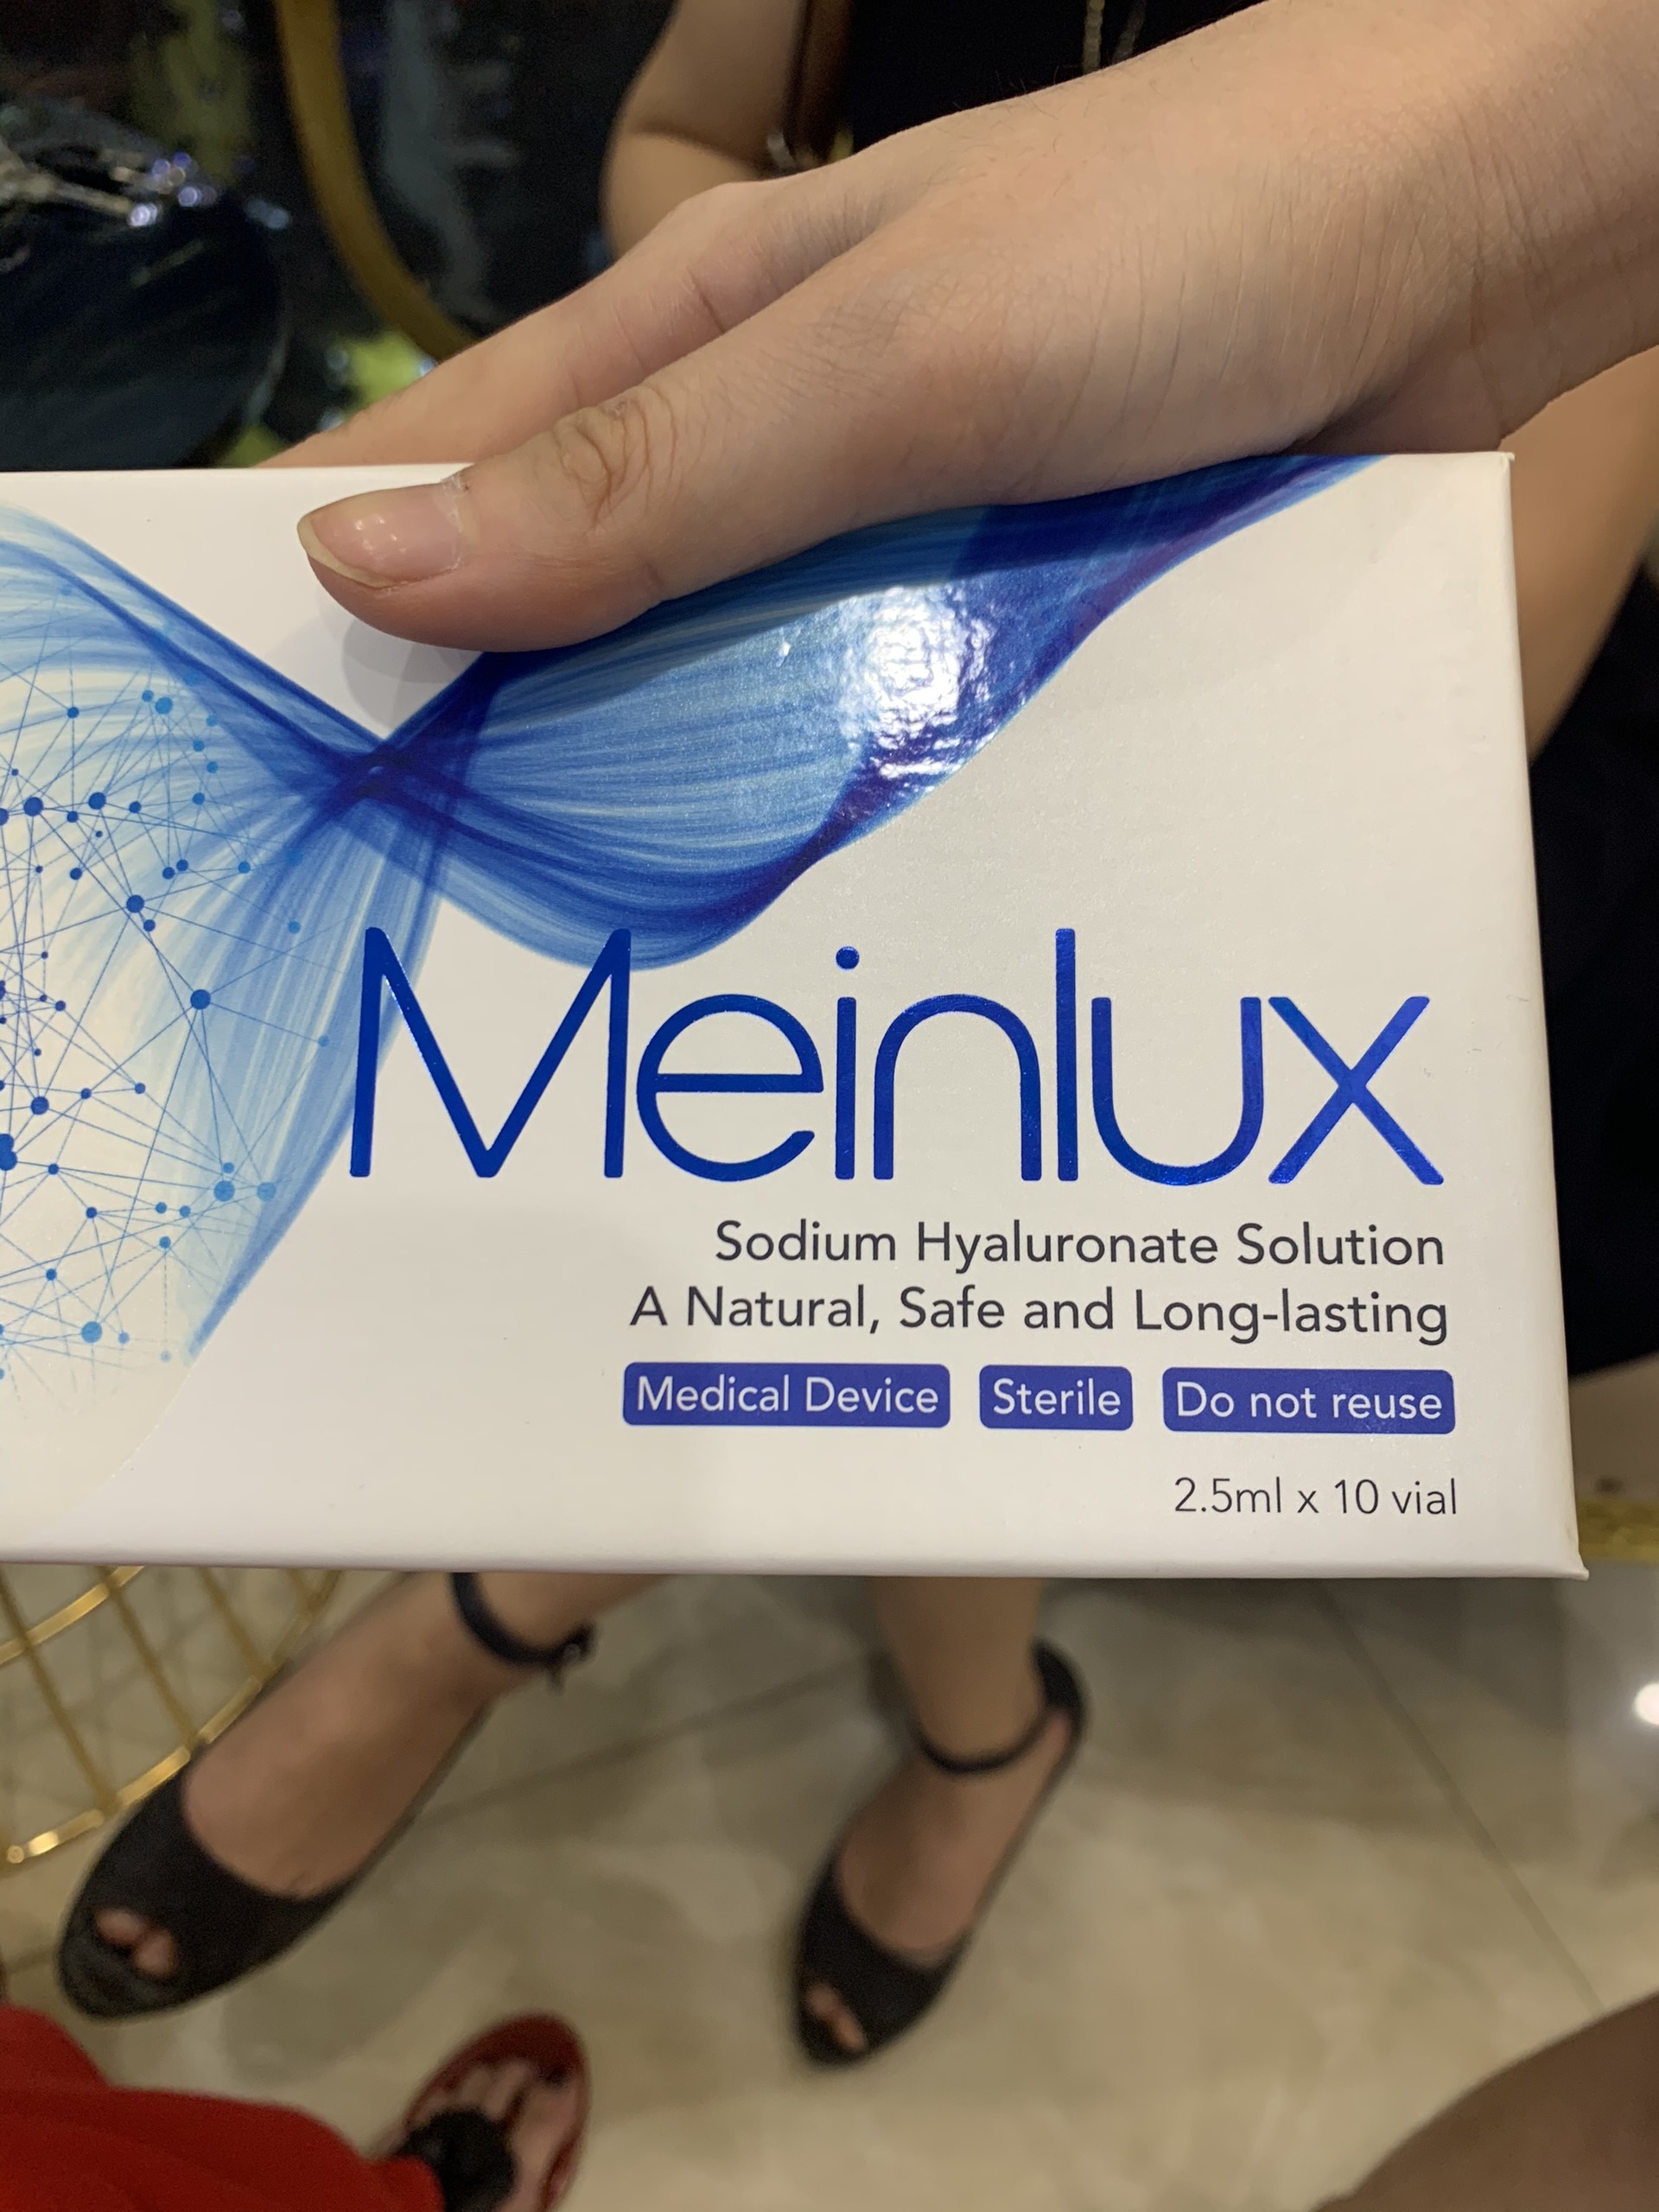 Meinlux
Sodium Hyaluronate Solution
A Natural, Safe and Long-lasting
Medical Device Sterile Do not reuse
2.5ml x 10 vial